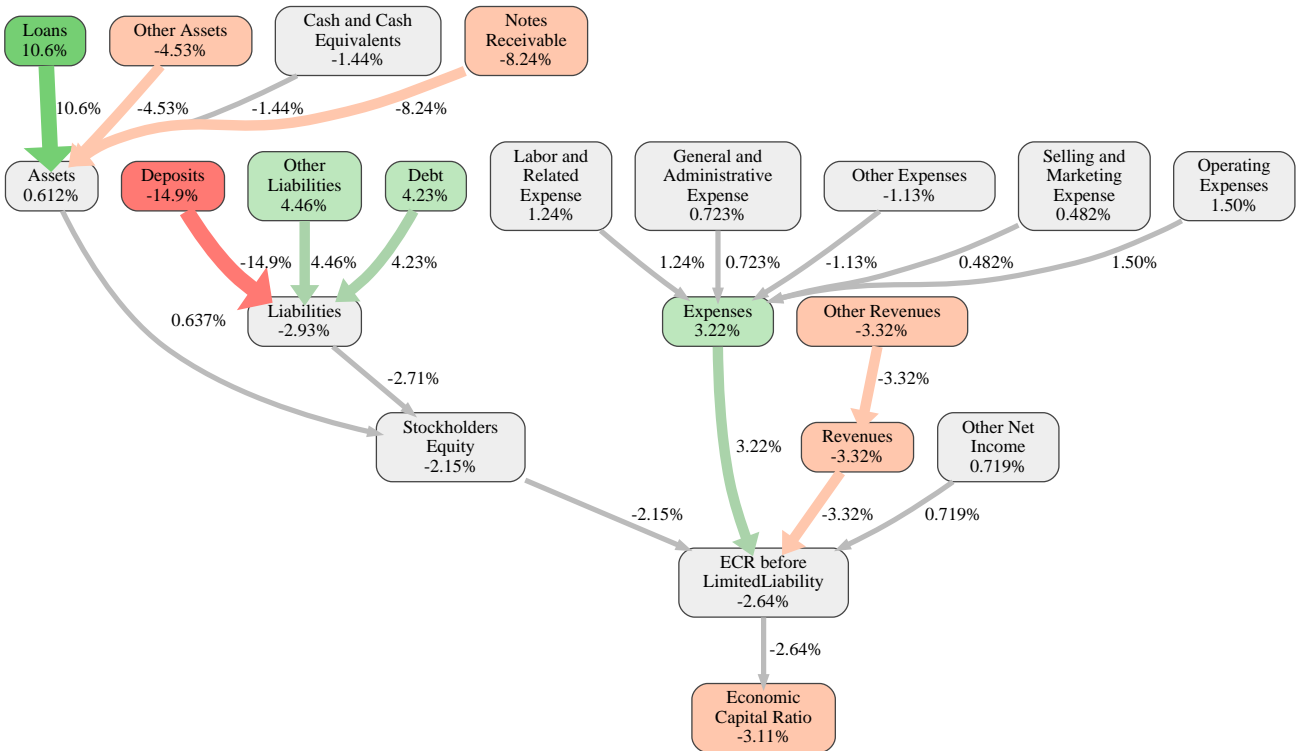 Loans
10.6%
Other Assets
-4.53%
Cash and Cash
Equivalents
-1.44%
Notes
Receivable
-8.24%
10.6%
-4.53%
-1.44%
-8.24%
Assets
0.612%
Deposits
-14.9%
Other
Liabilities
4.46%
Debt
4.23%
Labor and
Related
Expense
1.24%
General and
Administrative
Expense
0.723%
Other Expenses
-1.13%
Selling and
Marketing
Expense
0.482%
Operating
Expenses
1.50%
-14.9%
4.46%
4.23%
1.24%
0.723%
-1.13%
0.482%
1.50%
0.637%
Liabilities
-2.93%
Expenses
3.22%
Other Revenues
-3.32%
-2.71%
-3.32%
Stockholders
Equity
-2.15%
3.22%
Revenues
-3.32%
Other Net
Income
0.719%
-2.15%
-3.32%
0.719%
ECR before
LimitedLiability
-2.64%
-2.64%
Economic
Capital Ratio
-3.11%